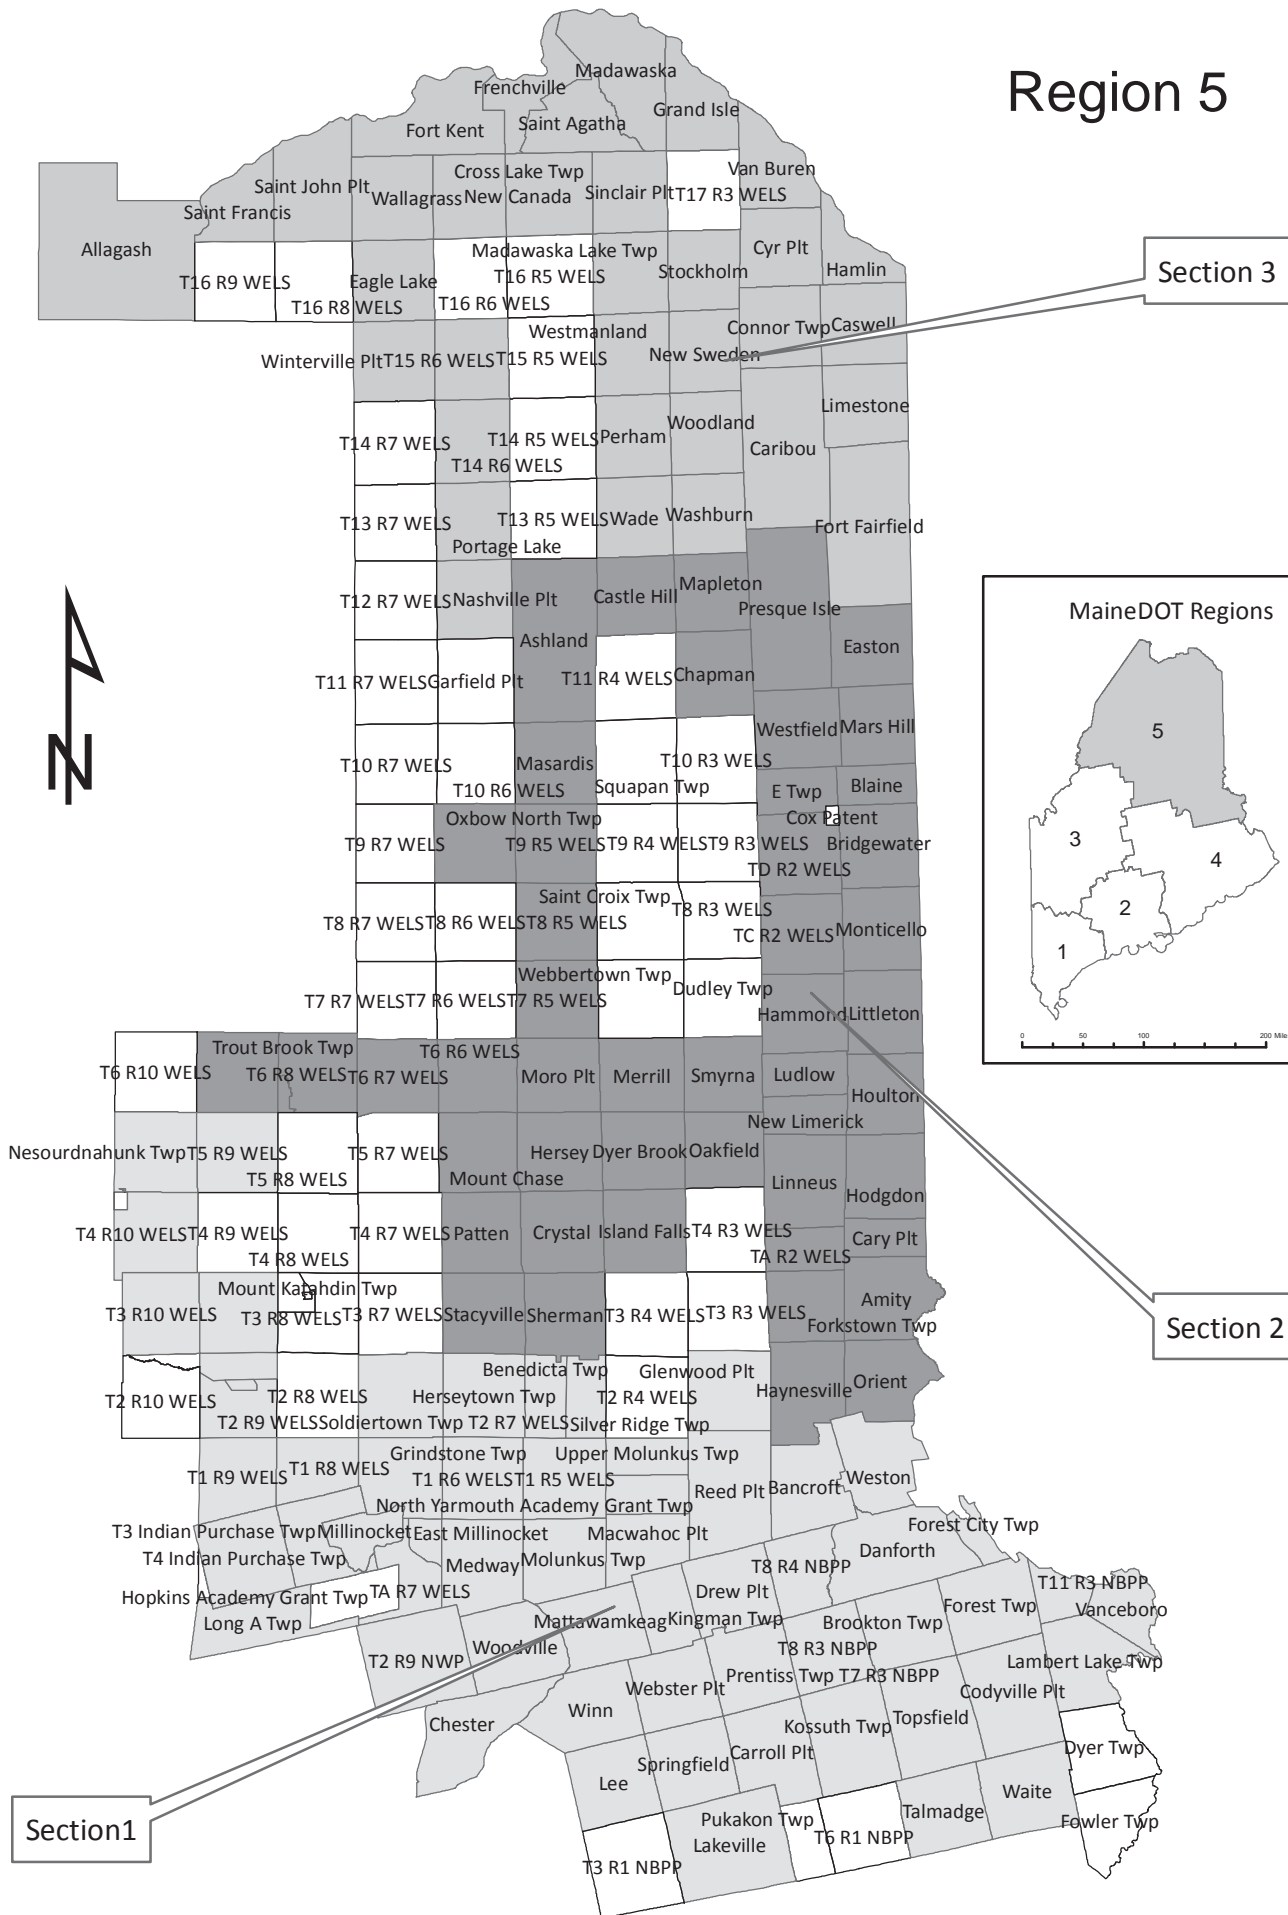 Region 5
Madawaska
Frenchville
Grand Isle
Saint Agatha
Fort Kent
Van Buren
Cross Lake Twp
Saint John Plt
Wallagrass
New Canada
Sinclair Plt
T17 R3 WELS
Saint Francis
Allagash
Cyr Plt
Madawaska Lake Twp
Hamlin
Stockholm
T16 R5 WELS
T16 R9 WELS
Eagle Lake
T16 R8 WELS
T16 R6 WELS
Section 3
Connor Twp
Caswell
Westmanland
New Sweden
Winterville Plt
T15 R6 WELS
T15 R5 WELS
Limestone
Woodland
T14 R7 WELS
T14 R5 WELS
Perham
Caribou
T14 R6 WELS
T13 R7 WELS
T13 R5 WELS
Wade
Washburn
Fort Fairfield
Portage Lake
T12 R7 WELS
Nashville Plt
Castle Hill
Mapleton
Presque Isle
Ashland
Easton
T11 R7 WELS
Garfield Plt
T11 R4 WELS
Chapman
Westfield
Mars Hill
T10 R7 WELS
Masardis
T10 R3 WELS
T10 R6 WELS
Squapan Twp
E Twp
Blaine
Oxbow North Twp
Cox Patent
T9 R7 WELS
T9 R5 WELS
T9 R4 WELS
T9 R3 WELS
Bridgewater
TD R2 WELS
Saint Croix Twp
T8 R7 WELS
T8 R6 WELS
T8 R5 WELS
T8 R3 WELS
TC R2 WELS
Monticello
Webbertown Twp
Dudley Twp
T7 R7 WELS
T7 R6 WELS
T7 R5 WELS
Hammond
Littleton
N
MaineDOT Regions
5
3
4
2
1
0
50
100
200 Mile
Trout Brook Twp
T6 R6 WELS
T6 R10 WELS
T6 R8 WELS
T6 R7 WELS
Moro Plt
Merrill
Smyrna
Ludlow
Houlton
New Limerick
Nesourdnahunk Twp
T5 R9 WELS
T5 R7 WELS
Hersey
Dyer Brook
Oakfield
T5 R8 WELS
Mount Chase
Linneus
Hodgdon
T4 R10 WELS
T4 R9 WELS
T4 R7 WELS
Patten
Crystal
Island Falls
T4 R3 WELS
Cary Plt
T4 R8 WELS
TA R2 WELS
Mount Katahdin Twp
T3 R10 WELS
T3 R8 WELS
T3 R7 WELS
Stacyville
Sherman
T3 R4 WELS
T3 R3 WELS
Amity
Forkstown Twp
Section 2
Benedicta Twp
Glenwood Plt
T2 R10 WELS
T2 R8 WELS
Herseytown Twp
T2 R4 WELS
Haynesville
Orient
T2 R9 WELS
Soldiertown Twp T2 R7 WELS
Silver Ridge Twp
Grindstone Twp
Upper Molunkus Twp
T1 R9 WELS
T1 R8 WELS
T1 R6 WELS
T1 R5 WELS
Reed Plt
Bancroft
Weston
North Yarmouth Academy Grant Twp
T3 Indian Purchase Twp
Millinocket
East Millinocket
Macwahoc Plt
Forest City Twp
T4 Indian Purchase Twp
Medway
Molunkus Twp
T8 R4 NBPP
Danforth
Hopkins Academy Grant Twp
TA R7 WELS
Drew Plt
T11 R3 NBPP
Long A Twp
Mattawamkeag
Kingman Twp
Brookton Twp
Forest Twp
Vanceboro
T2 R9 NWP
Woodville
T8 R3 NBPP
Prentiss Twp
T7 R3 NBPP
Lambert Lake Twp
Webster Plt
Codyville Plt
Chester
Winn
Kossuth Twp
Topsfield
Springfield
Carroll Plt
Dyer Twp
Lee
Waite
Section1
Pukakon Twp
Talmadge
Fowler Twp
Lakeville
T6 R1 NBPP
T3 R1 NBPP